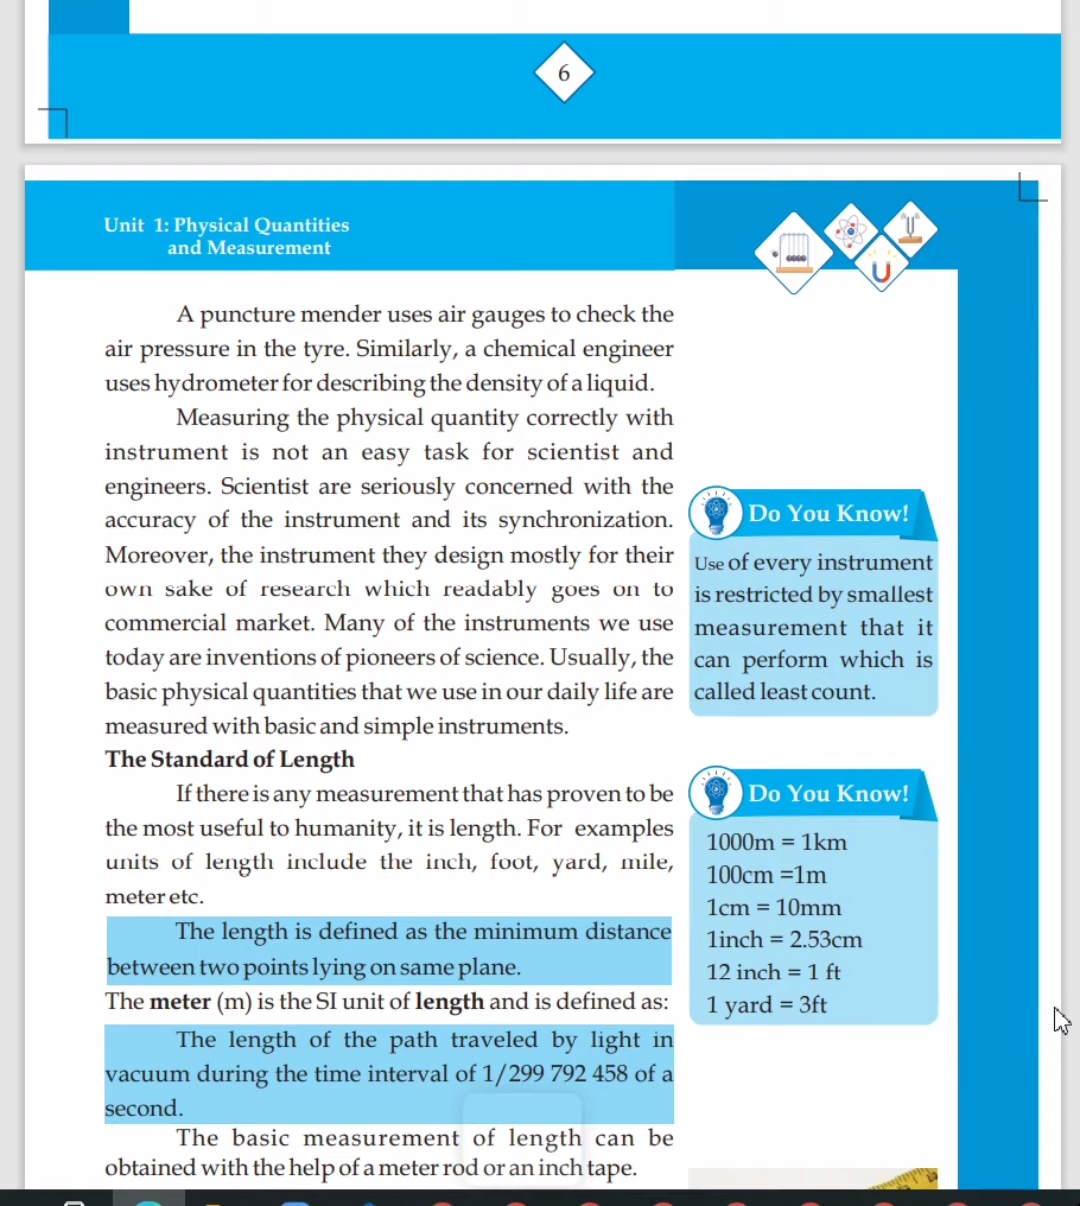 6
Unit 1: Physical Quantities
and Measurement
A puncture mender uses air gauges to check the
air pressure in the tyre. Similarly, a chemical engineer
uses hydrometer for describing the density of a liquid.
Measuring the physical quantity correctly with
instrument is not an easy task for scientist and
engineers. Scientist are seriously concerned with the
accuracy of the instrument and its synchronization.
Moreover, the instrument they design mostly for their
own sake of research which readably goes on to
commercial market. Many of the instruments we use
today are inventions of pioneers of science. Usually, the
basic physical quantities that we use in our daily life are
measured with basic and simple instruments.
The Standard of Length
If there is any measurement that has proven to be
the most useful to humanity, it is length. For examples
units of length include the inch, foot, yard, mile,
meter etc.
The length is defined as the minimum distance
between two points lying on same plane.
The meter (m) is the SI unit of length and is defined as:
The length of the path traveled by light in
vacuum during the time interval of 1/299 792 458 of a
second.
The basic measurement of length can be
obtained with the help of a meter rod or an inch tape.
Do You Know!
Use of every instrument
is restricted by smallest
measurement that it
can perform which is
called least count.
Do You Know!
1000m = 1km
100cm =1m
1cm = 10mm
1inch = 2.53cm
12 inch = 1 ft
1 yard = 3ft